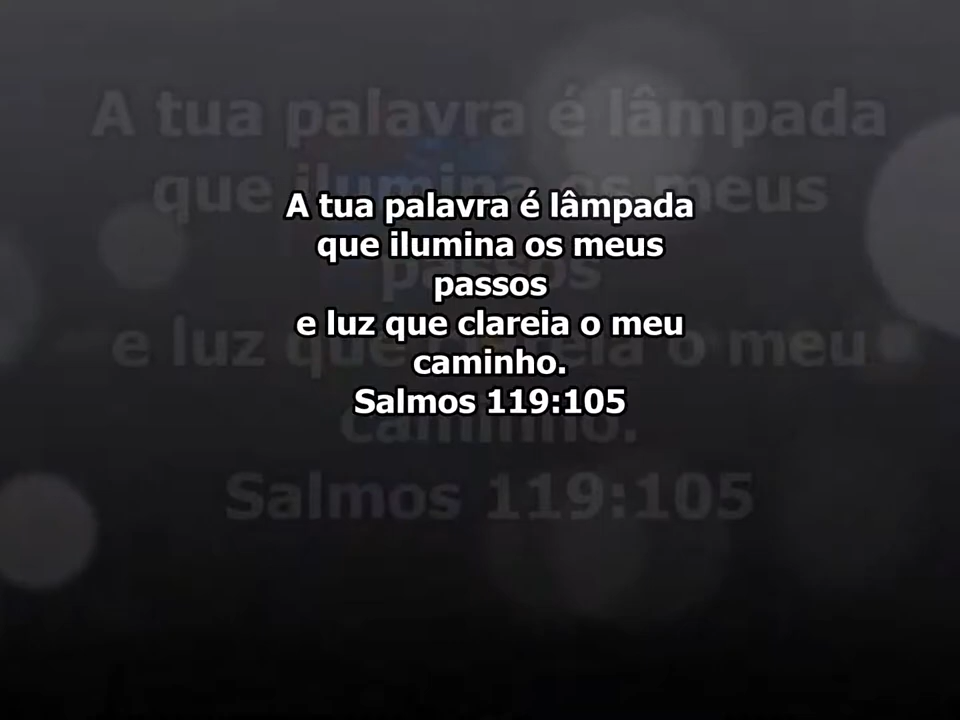 A tua palavra é lâmpada
que ilumina os meus
passos
e luz que clareia o meu
caminho.
Salmos 119:105